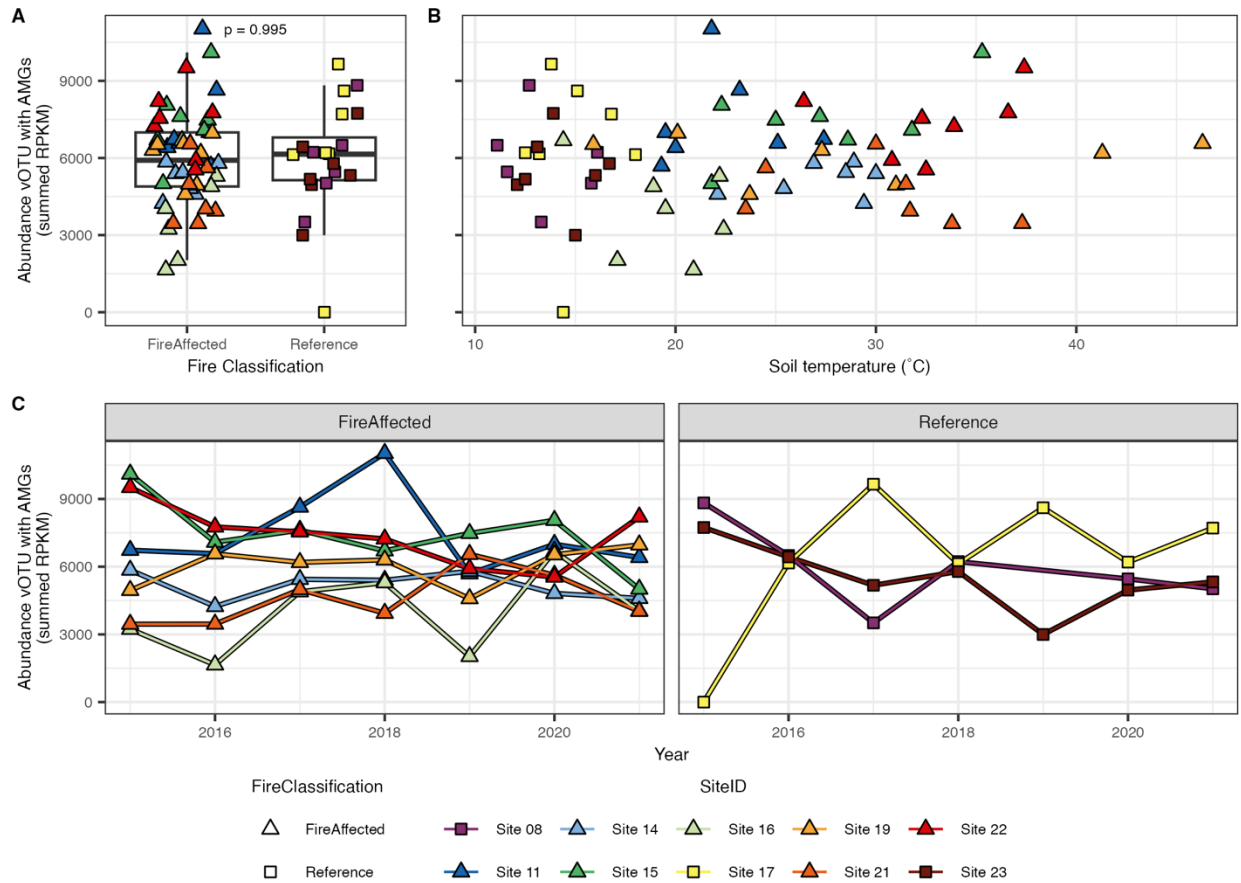 A
B
p = 0.995
Abundance vOTU with AMGs
(summed RPKM)
9000
6000
3000
0
FireAffected
Reference
Fire Classification
10
20
30
40
Soil temperature (˚C)
C
FireAffected
Reference
Abundance vOTU with AMGs
(summed RPKM)
9000
6000
3000
0
2016
2018
2020
2016
2018
2020
Year
FireClassification
FireAffected
Reference
SiteID
Site 08
Site 14
Site 16
Site 19
Site 22
Site 11
Site 15
Site 17
Site 21
Site 23